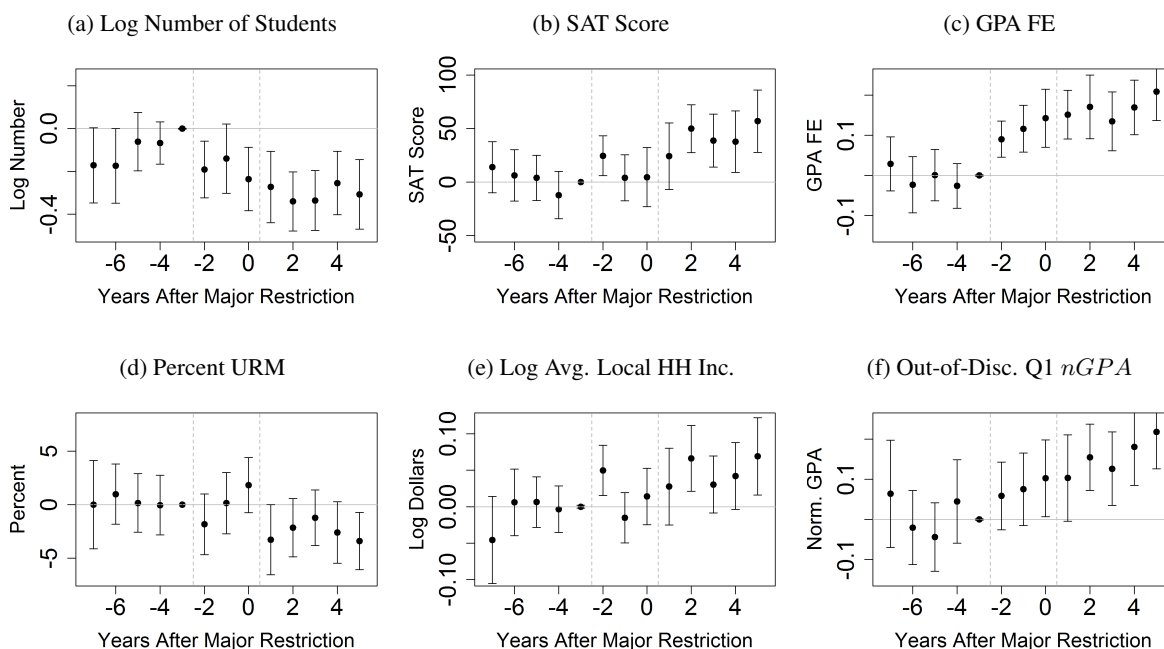 (a) Log Number of Students
Log Number
0.0
-0.4
-6 -4 -2 0 2 4
Years After Major Restriction
(b) SAT Score
SAT Score
100
50
0
-50
-6 -4 -2 0 2 4
Years After Major Restriction
(c) GPA FE
GPA FE
0.1
-0.1
-6 -4 -2 0 2 4
Years After Major Restriction
(d) Percent URM
Percent
5
0
-5
-6 -4 -2 0 2 4
Years After Major Restriction
(e) Log Avg. Local HH Inc.
Log Dollars
0.10
0.00
-0.10
-6 -4 -2 0 2 4
Years After Major Restriction
(f) Out-of-Disc. Q1 nGPA
Norm. GPA
0.1
-0.1
-6 -4 -2 0 2 4
Years After Major Restriction